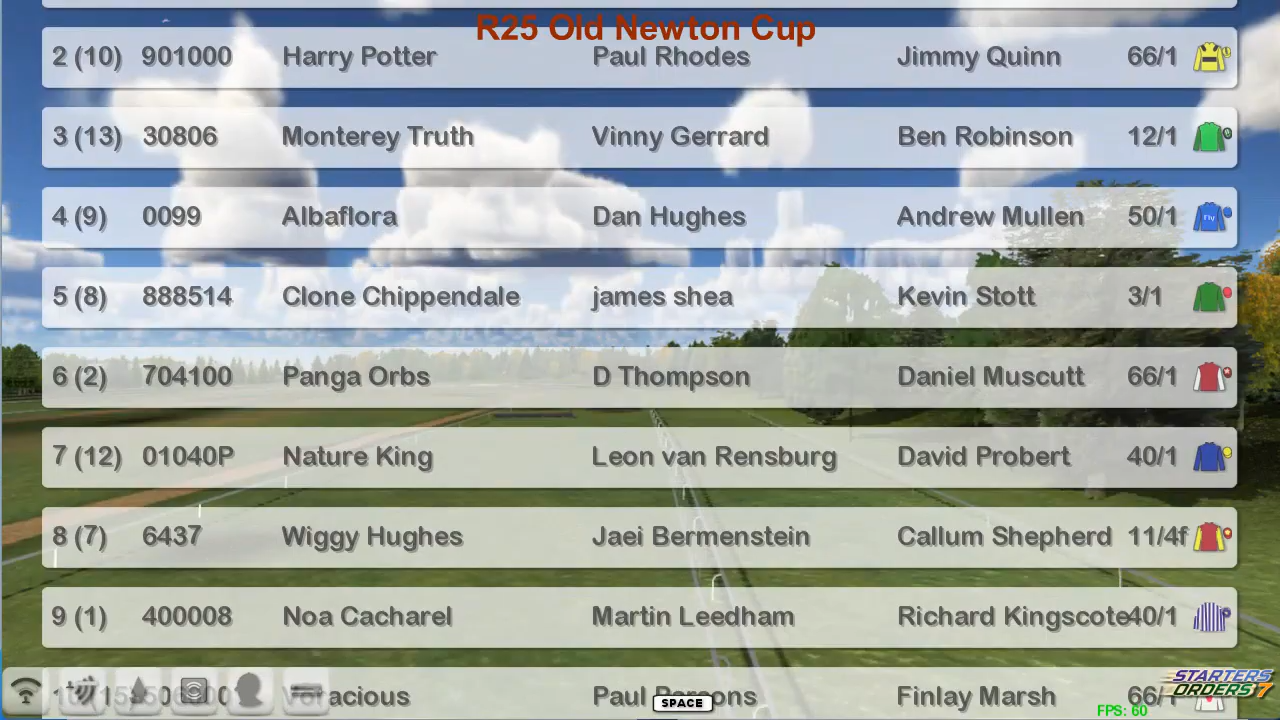 R25 Old Newton Cup
2 (10) 901000 Harry Potter Paul Rhodes Jimmy Quinn 66/1
3 (13) 30806 Monterey Truth Vinny Gerrard Ben Robinson 12/1
4 (9) 0099 Albaflora Dan Hughes Andrew Mullen 50/1
5 (8) 888514 Clone Chippendale james shea Kevin Stott 3/1
6 (2) 704100 Panga Orbs D Thompson Daniel Muscutt 66/1
7 (12) 01040P Nature King Leon van Rensburg David Probert 40/1
8 (7) 6437 Wiggy Hughes Jaei Bermenstein Callum Shepherd 11/4f
9 (1) 400008 Noa Cacharel Martin Leedham Richard Kingscote 40/1
Voracious Paul Parsons Finlay Marsh 66/1
SPACE
STARTERS ORDERS 7
FPS: 60